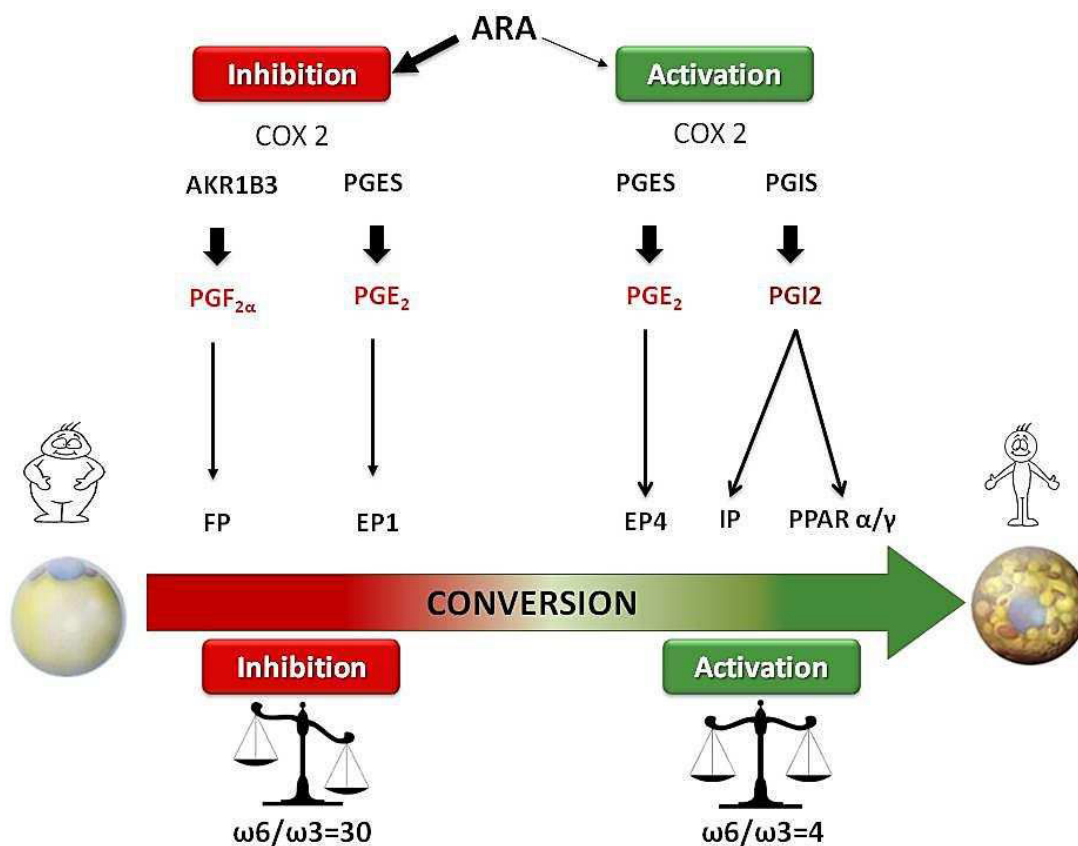 ARA
Inhibition Activation
COX 2 COX 2
AKR1B3 PGES PGES PGIS
PGF2α PGE2 PGE2 PGI2
FP EP1 EP4 IP PPAR α/γ
CONVERSION
Inhibition Activation
ω6/ω3=30 ω6/ω3=4